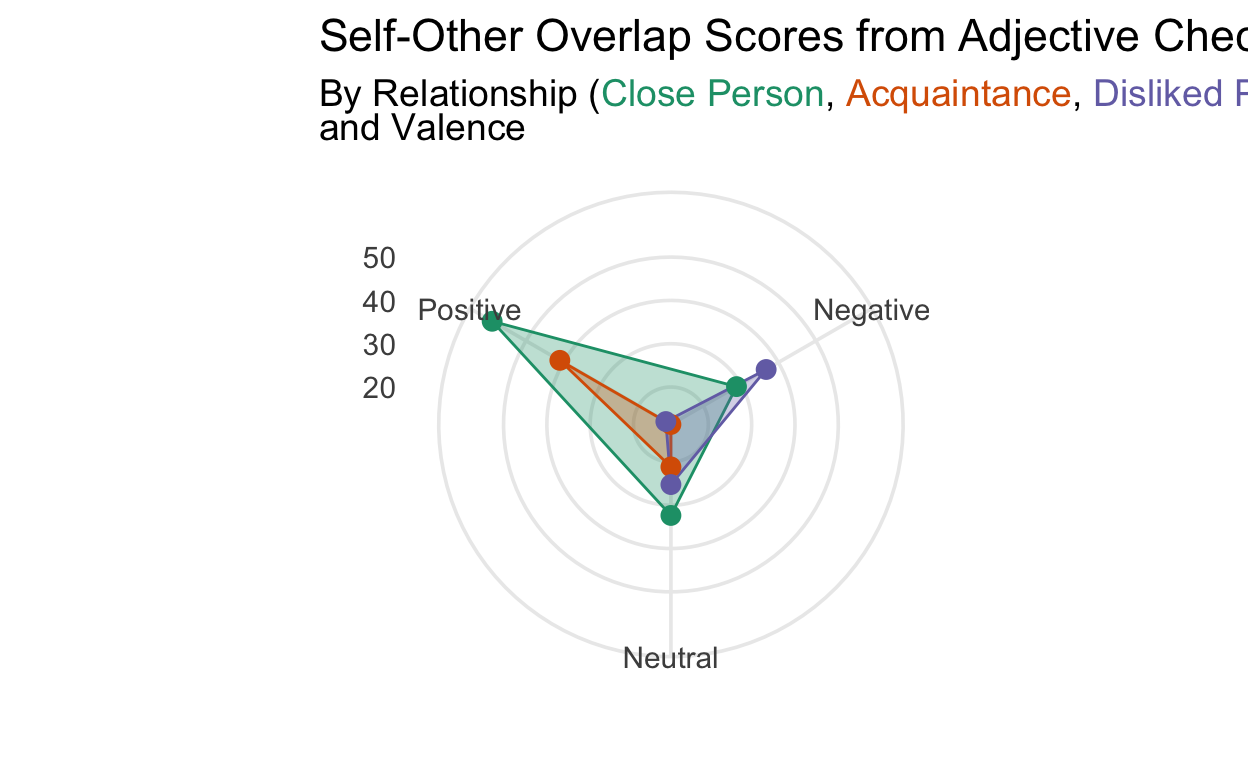 Self-Other Overlap Scores from Adjective Chec
By Relationship (Close Person, Acquaintance, Disliked P
and Valence
50
40
30
20
Positive
Negative
Neutral